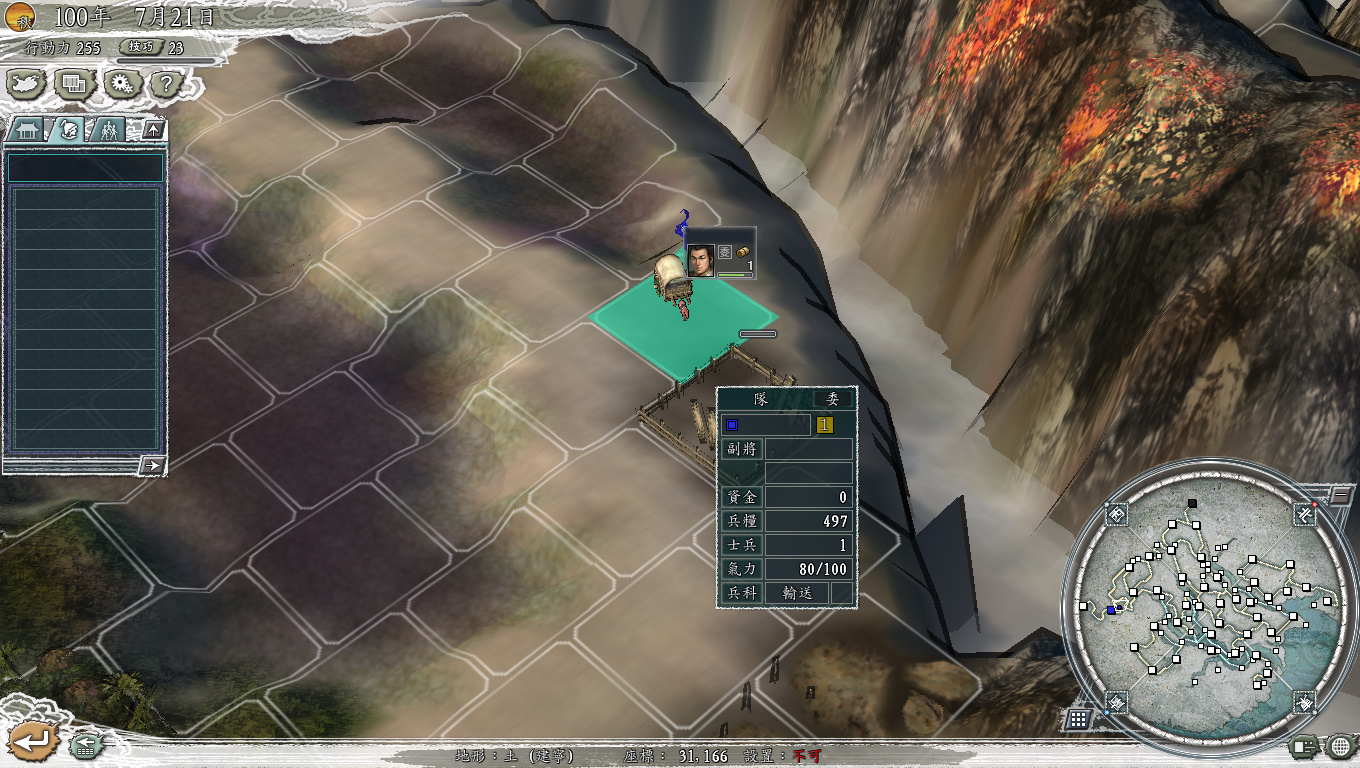 秋 100年 7月21日
行動力 255 技巧 23
?
委
1
隊 委
1
副將
資金 0
兵糧 497
士兵 1
氣力 80/100
兵科 輸送
地形：土 (建寧) 座標： 31.166 設置：不可